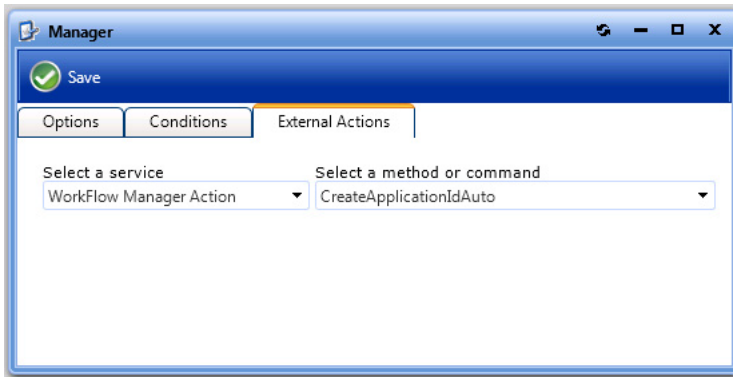 Manager
Save
Options Conditions External Actions
Select a service Select a method or command
WorkFlow Manager Action CreateApplicationIdAuto